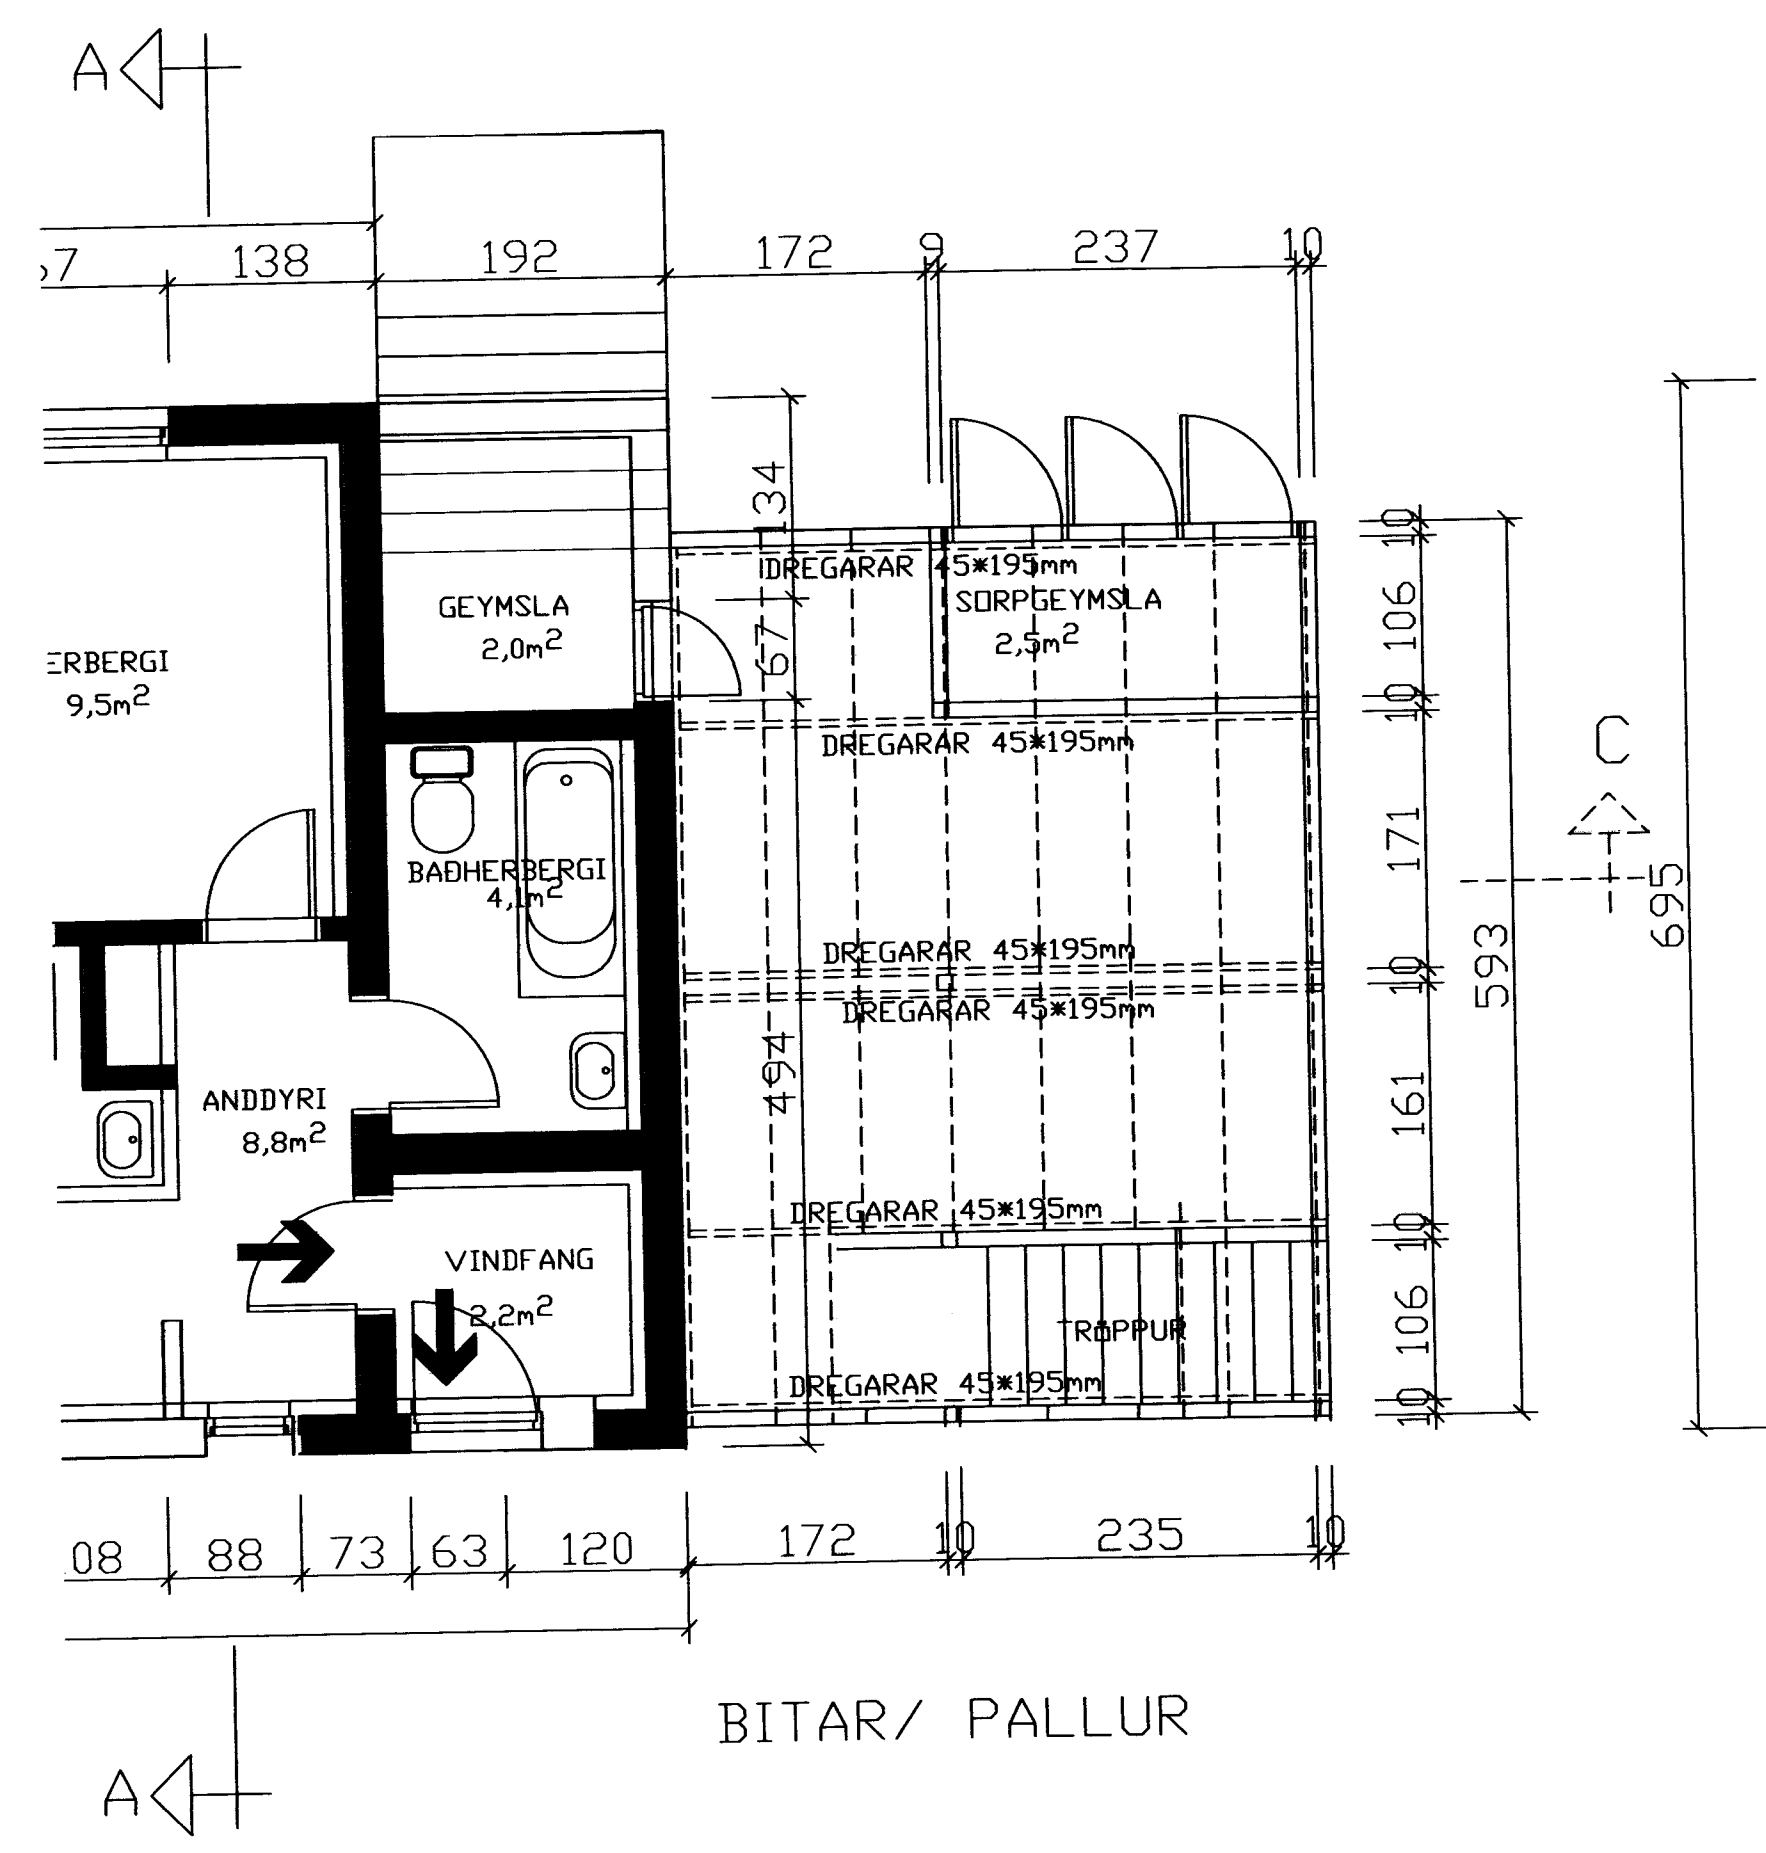 A
138
192
172
9
237
10
134
10
DREGARAR 45*195mm
GEYMSLA
2,0m²
SORPGEYMSLA
2,5m²
106
67
ERBERGI
9,5m²
10
DREGARAR 45*195mm
C
171
BAÐHERBERGI
4,1m²
695
DREGARAR 45*195mm
593
10
DREGARAR 45*195mm
494
161
ANDDYRI
8,8m²
DREGARAR 45*195mm
10
VINDFANG
2,2m²
106
TRÖPPUR
DREGARAR 45*195mm
10
08
88
73
63
120
172
10
235
10
BITAR/ PALLUR
A